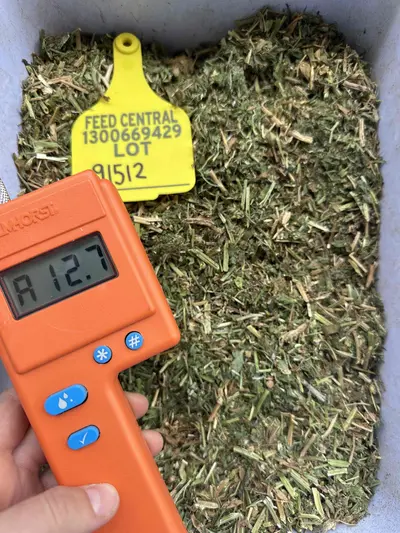 FEED CENTRAL
1300669429
LOT
91512
A 12.7
* #